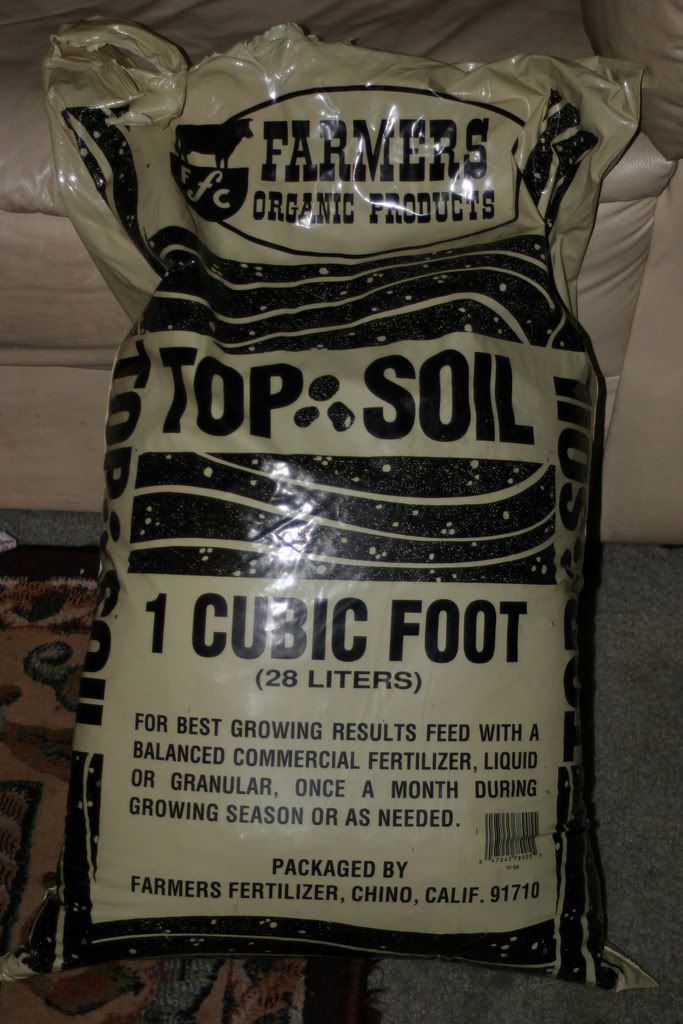 FARMERS
FFC
ORGANIC PRODUCTS
TOP SOIL
TOP SOIL
TOP SOIL
1 CUBIC FOOT
(28 LITERS)
FOR BEST GROWING RESULTS FEED WITH A
BALANCED COMMERCIAL FERTILIZER, LIQUID
OR GRANULAR, ONCE A MONTH DURING
GROWING SEASON OR AS NEEDED.
PACKAGED BY
FARMERS FERTILIZER, CHINO, CALIF. 91710